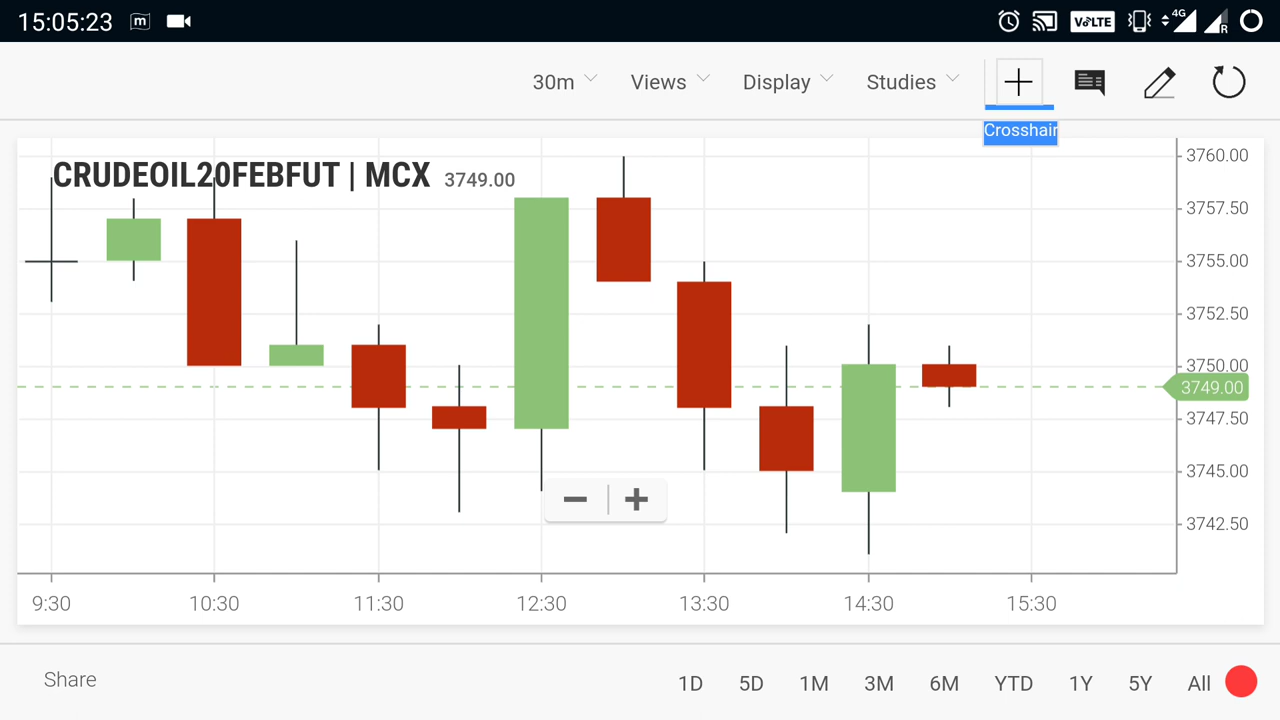 15:05:23 m VoLTE 4G R
30m Views Display Studies
Crosshair
CRUDEOIL20FEBFUT | MCX 3749.00
3760.00
3757.50
3755.00
3752.50
3750.00
3749.00
3747.50
3745.00
3742.50
9:30 10:30 11:30 12:30 13:30 14:30 15:30
Share 1D 5D 1M 3M 6M YTD 1Y 5Y All